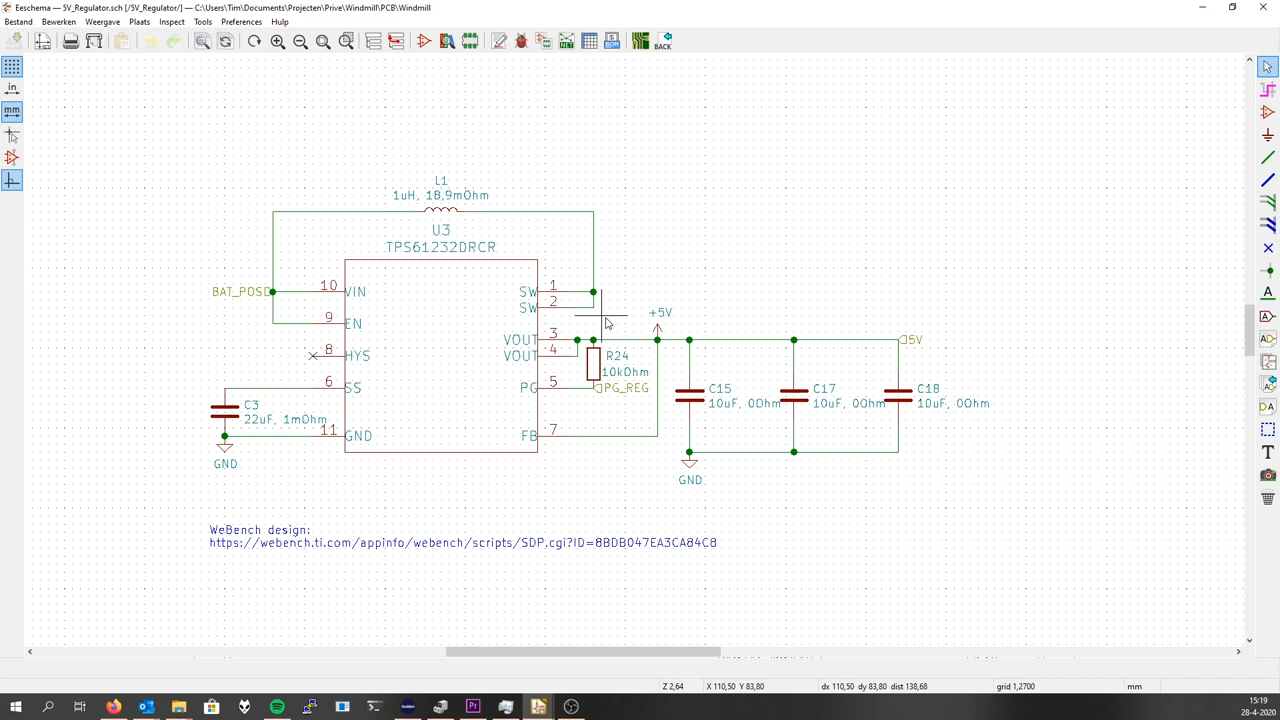 Eeschema — 5V_Regulator.sch [/5V_Regulator/] — C:\Users\Tim\Documents\Projecten\Prive\Windmill\PCB\Windmill
Bestand Bewerken Weergave Plaats Inspect Tools Preferences Help
BACK
in
mm
L1
1uH, 18,9mOhm
U3
TPS61232DRCR
BAT_POS
10 VIN
SW 1
SW 2
9 EN
+5V
VOUT 3
5V
8 HYS
VOUT 4
R24
10kOhm
6 SS
PG 5
PG_REG
C15
10uF, 0Ohm
C17
10uF, 0Ohm
C18
10uF, 0Ohm
C3
22uF, 1mOhm
11 GND
FB 7
GND
GND
WeBench design:
https://webench.ti.com/appinfo/webench/scripts/SDP.cgi?ID=8BDB047EA3CA84C8
Z 2,64 X 110,50 Y 83,80 dx 110,50 dy 83,80 dist 138,68 grid 1,2700 mm
15:19
28-4-2020